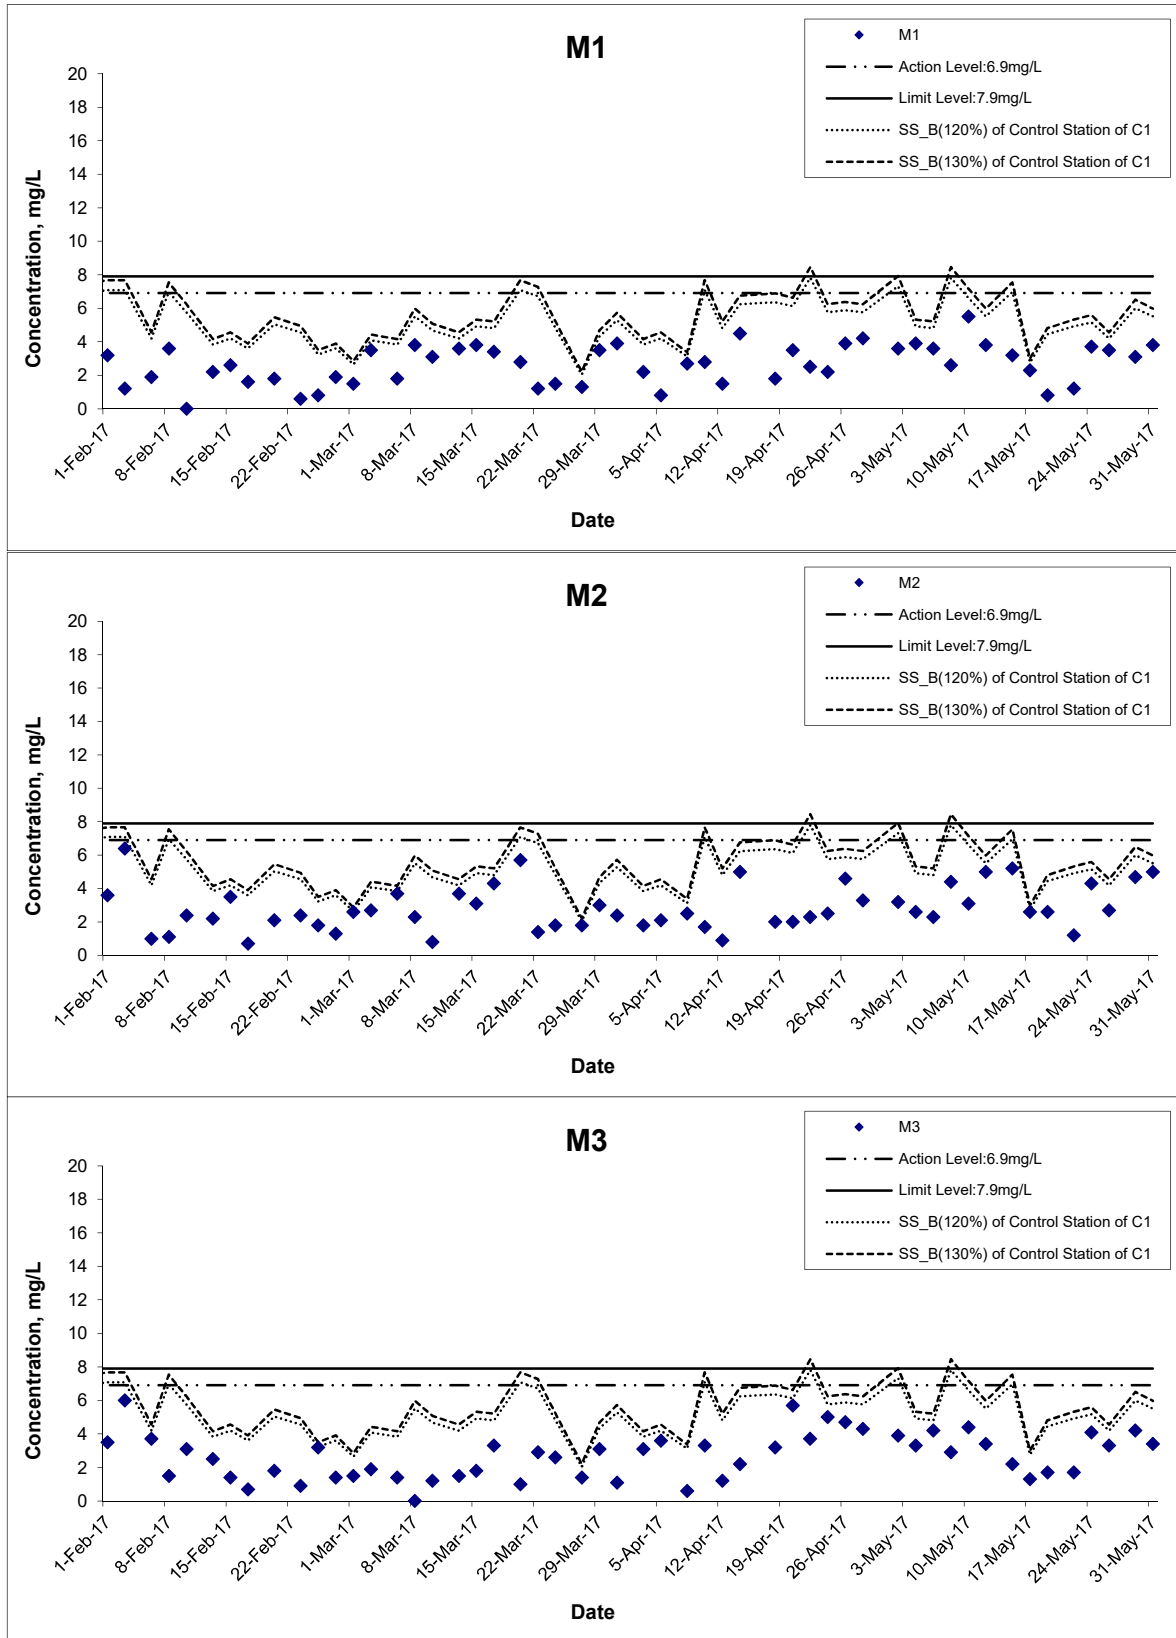 M1
M1
Action Level:6.9mg/L
Limit Level:7.9mg/L
SS_B(120%) of Control Station of C1
SS_B(130%) of Control Station of C1
Concentration, mg/L
20
18
16
14
12
10
8
6
4
2
0
1-Feb-17
8-Feb-17
15-Feb-17
22-Feb-17
1-Mar-17
8-Mar-17
15-Mar-17
22-Mar-17
29-Mar-17
5-Apr-17
12-Apr-17
19-Apr-17
26-Apr-17
3-May-17
10-May-17
17-May-17
24-May-17
31-May-17
Date
M2
M2
Action Level:6.9mg/L
Limit Level:7.9mg/L
SS_B(120%) of Control Station of C1
SS_B(130%) of Control Station of C1
Concentration, mg/L
20
18
16
14
12
10
8
6
4
2
0
1-Feb-17
8-Feb-17
15-Feb-17
22-Feb-17
1-Mar-17
8-Mar-17
15-Mar-17
22-Mar-17
29-Mar-17
5-Apr-17
12-Apr-17
19-Apr-17
26-Apr-17
3-May-17
10-May-17
17-May-17
24-May-17
31-May-17
Date
M3
M3
Action Level:6.9mg/L
Limit Level:7.9mg/L
SS_B(120%) of Control Station of C1
SS_B(130%) of Control Station of C1
Concentration, mg/L
20
18
16
14
12
10
8
6
4
2
0
1-Feb-17
8-Feb-17
15-Feb-17
22-Feb-17
1-Mar-17
8-Mar-17
15-Mar-17
22-Mar-17
29-Mar-17
5-Apr-17
12-Apr-17
19-Apr-17
26-Apr-17
3-May-17
10-May-17
17-May-17
24-May-17
31-May-17
Date